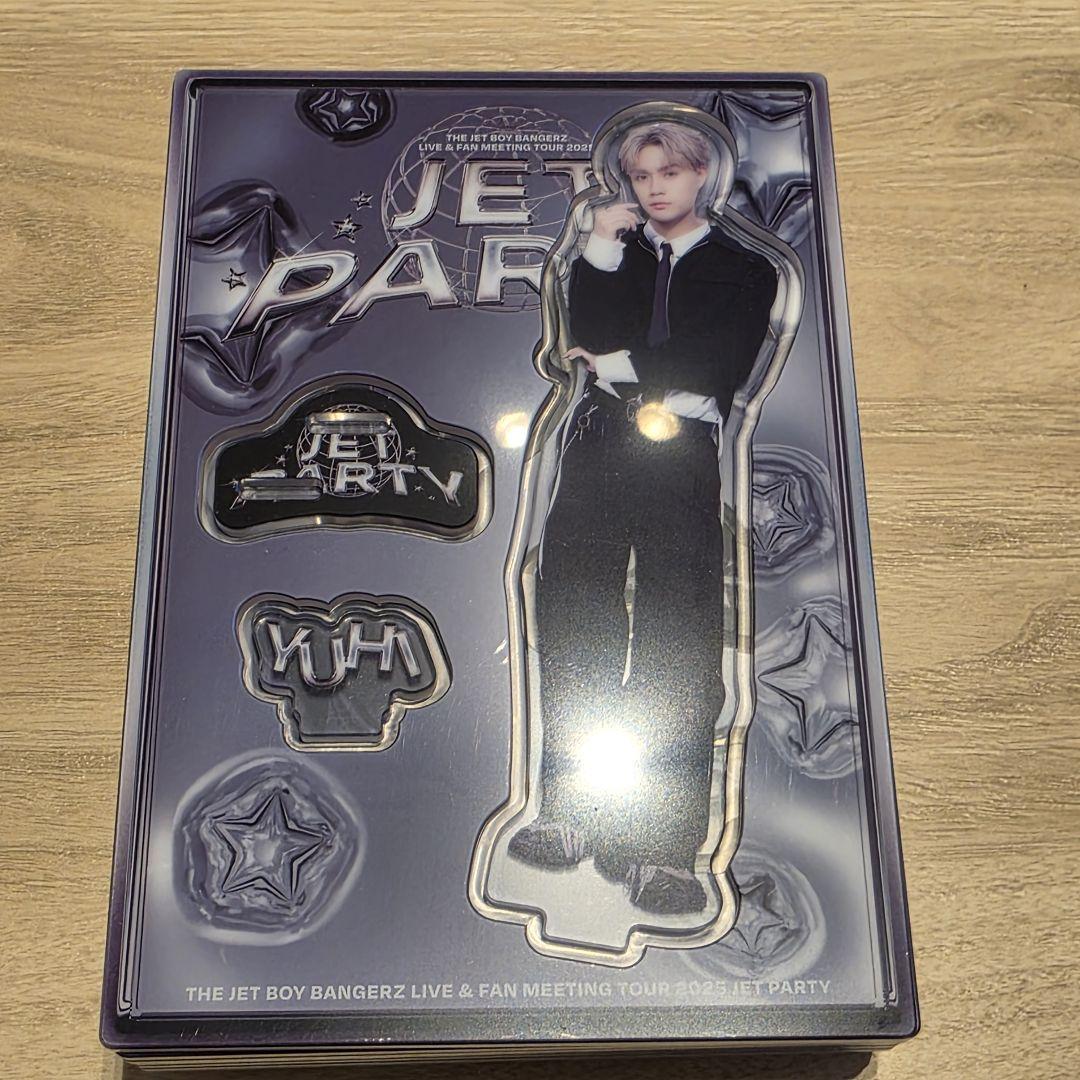 THE JET BOY BANGERZ
LIVE & FAN MEETING TOUR 2025
JET
PAR
JET
PARTY
YUHI
THE JET BOY BANGERZ LIVE & FAN MEETING TOUR 2025 JET PARTY